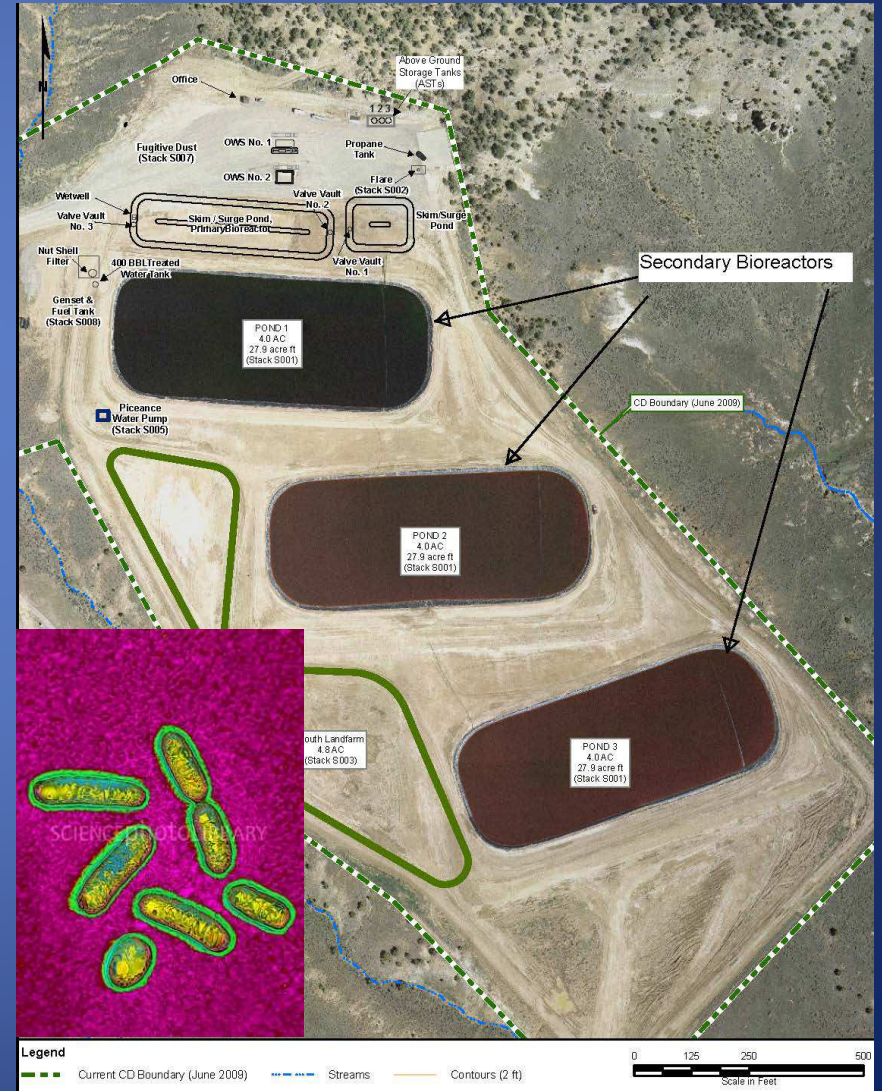 N
Office
Above Ground
Storage Tanks
(ASTs)
1 2 3
Fugitive Dust
(Stack S007)
OWS No. 1
OWS No. 2
Propane
Tank
Flare
(Stack S002)
Wetwell
Valve Vault
No. 3
Skim / Surge Pond,
Primary Bioreactor
Valve Vault
No. 2
Skim/Surge
Pond
Valve Vault
No. 1
Nut Shell
Filter
400 BBL Treated
Water Tank
Genset &
Fuel Tank
(Stack S008)
Secondary Bioreactors
POND 1
4.0 AC
27.9 acre ft
(Stack S001)
CD Boundary (June 2009)
Piceance
Water Pump
(Stack S005)
POND 2
4.0 AC
27.9 acre ft
(Stack S001)
outh Landfarm
4.8 AC
(Stack S003)
POND 3
4.0 AC
27.9 acre ft
(Stack S001)
SCIENCEPHOTOLIBRARY
Legend
Current CD Boundary (June 2009)
Streams
Contours (2 ft)
0 125 250 500
Scale in Feet